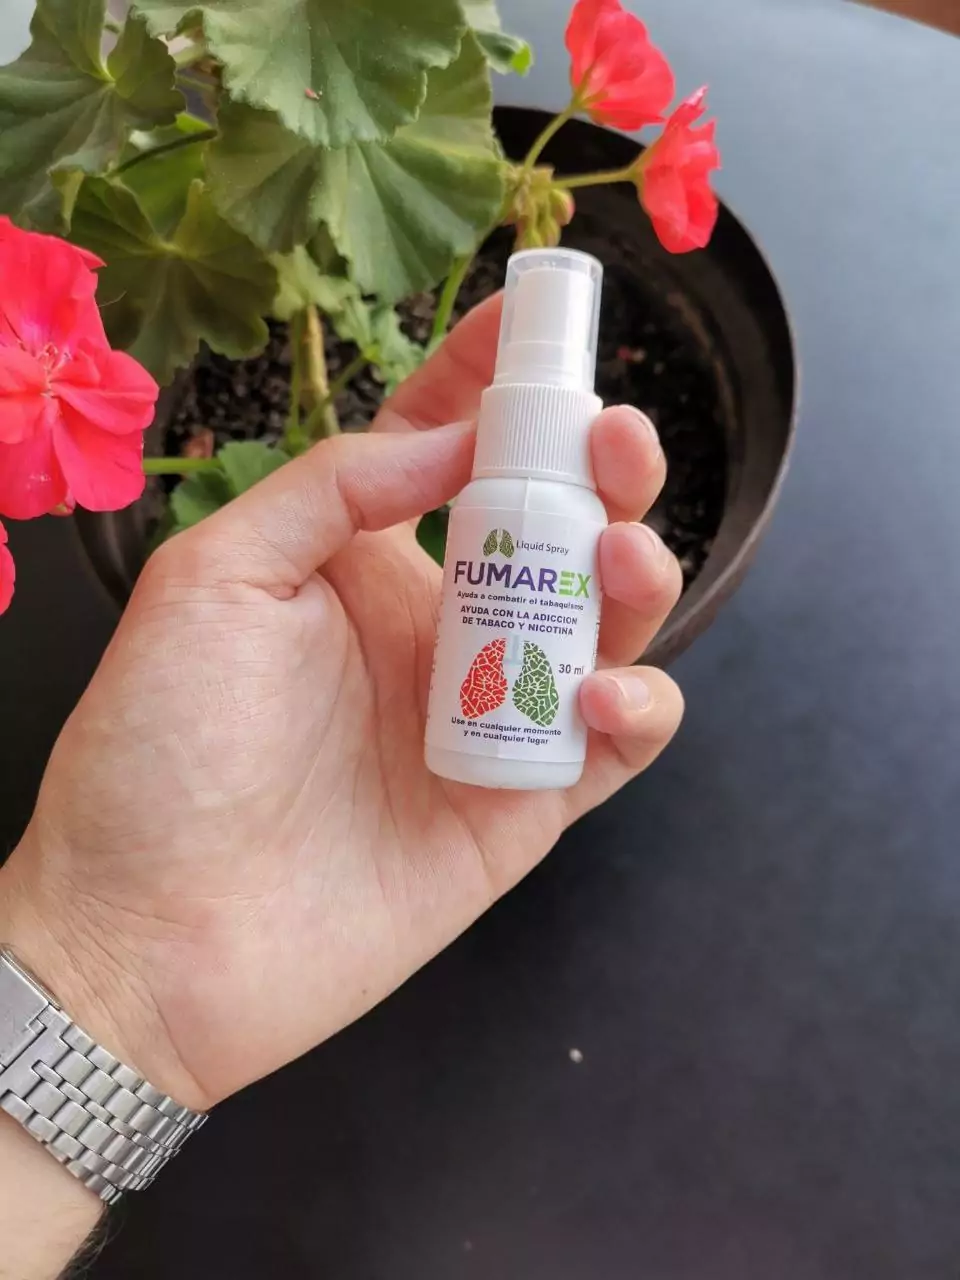 Liquid Spray
FUMAREX
Ayuda a combatir el tabaquismo
AYUDA CON LA ADICCION
DE TABACO Y NICOTINA
30 ml
Use en cualquier momento
y en cualquier lugar